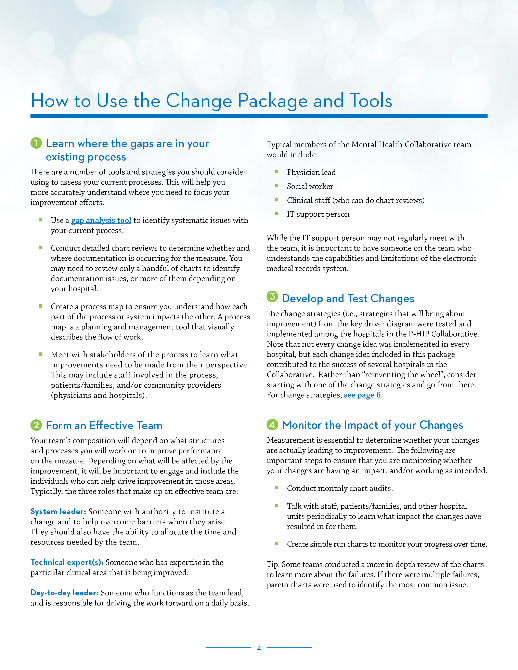 How to Use the Change Package and Tools
1 Learn where the gaps are in your
existing process
There are a number of tools and strategies you should consider
using to assess your current processes. This will help you
more accurately understand where you need to focus your
improvement efforts.
▪ Use a gap analysis tool to identify systematic issues with
your current process.
▪ Conduct detailed chart reviews to determine whether and
where documentation is occurring for the measure. You
may need to review only a handful of charts to identify
documentation issues, or more of them depending on
your hospital.
▪ Create a process map to ensure you understand how each
part of the process or system impacts the other. A process
map is a planning and management tool that visually
describes the flow of work.
▪ Meet with stakeholders of the process to learn what
improvements need to be made from their perspective.
This may include staff involved in the process,
patients/families, and/or community providers
(physicians and hospitals).
2 Form an Effective Team
Your team's composition will depend on what structures
and processes you will work on to improve performance
on the measure. Depending on what will be affected by the
improvement, it will be important to engage and include the
individuals who can help drive improvement in those areas.
Typically, the three roles that make up an effective team are:
System leader: Someone with authority to institute a
change and to help overcome barriers when they arise.
They should also have the ability to allocate the time and
resources needed by the team.
Technical expert(s): Someone who has expertise in the
particular clinical area that is being improved.
Day-to-day leader: Someone who functions as the team lead,
and is responsible for driving the work forward on a daily basis.
Typical members of the Mental Health Collaborative team
would include:
▪ Physician lead
▪ Social worker
▪ Clinical staff (who can do chart reviews)
▪ IT support person
While the IT support person may not regularly meet with
the team, it is important to have someone on the team who
understands the capabilities and limitations of the electronic
medical records system.
3 Develop and Test Changes
The change strategies (i.e., strategies that will bring about
improvement) from the key driver diagram were tested and
implemented among the hospitals in the P-HIP Collaborative.
Note that not every change idea was implemented in every
hospital, but each change idea included in this package
contributed to the success of several hospitals in the
Collaborative. Rather than "reinventing the wheel", consider
starting with one of the change strategies and go from there.
For change strategies, see page 6.
4 Monitor the Impact of your Changes
Measurement is essential to determine whether your changes
are actually leading to improvement. The following are
important steps to ensure that you are monitoring whether
your changes are having an impact and/or working as intended.
▪ Conduct monthly chart audits.
▪ Talk with staff, patients/families, and other hospital
units periodically to learn what impact the changes have
resulted in for them.
▪ Create simple run charts to monitor your progress over time.
Tip: Some teams conducted a more in depth review of the charts
to learn more about the failures. If there were multiple failures,
pareto charts were used to identify the most common issue.
4